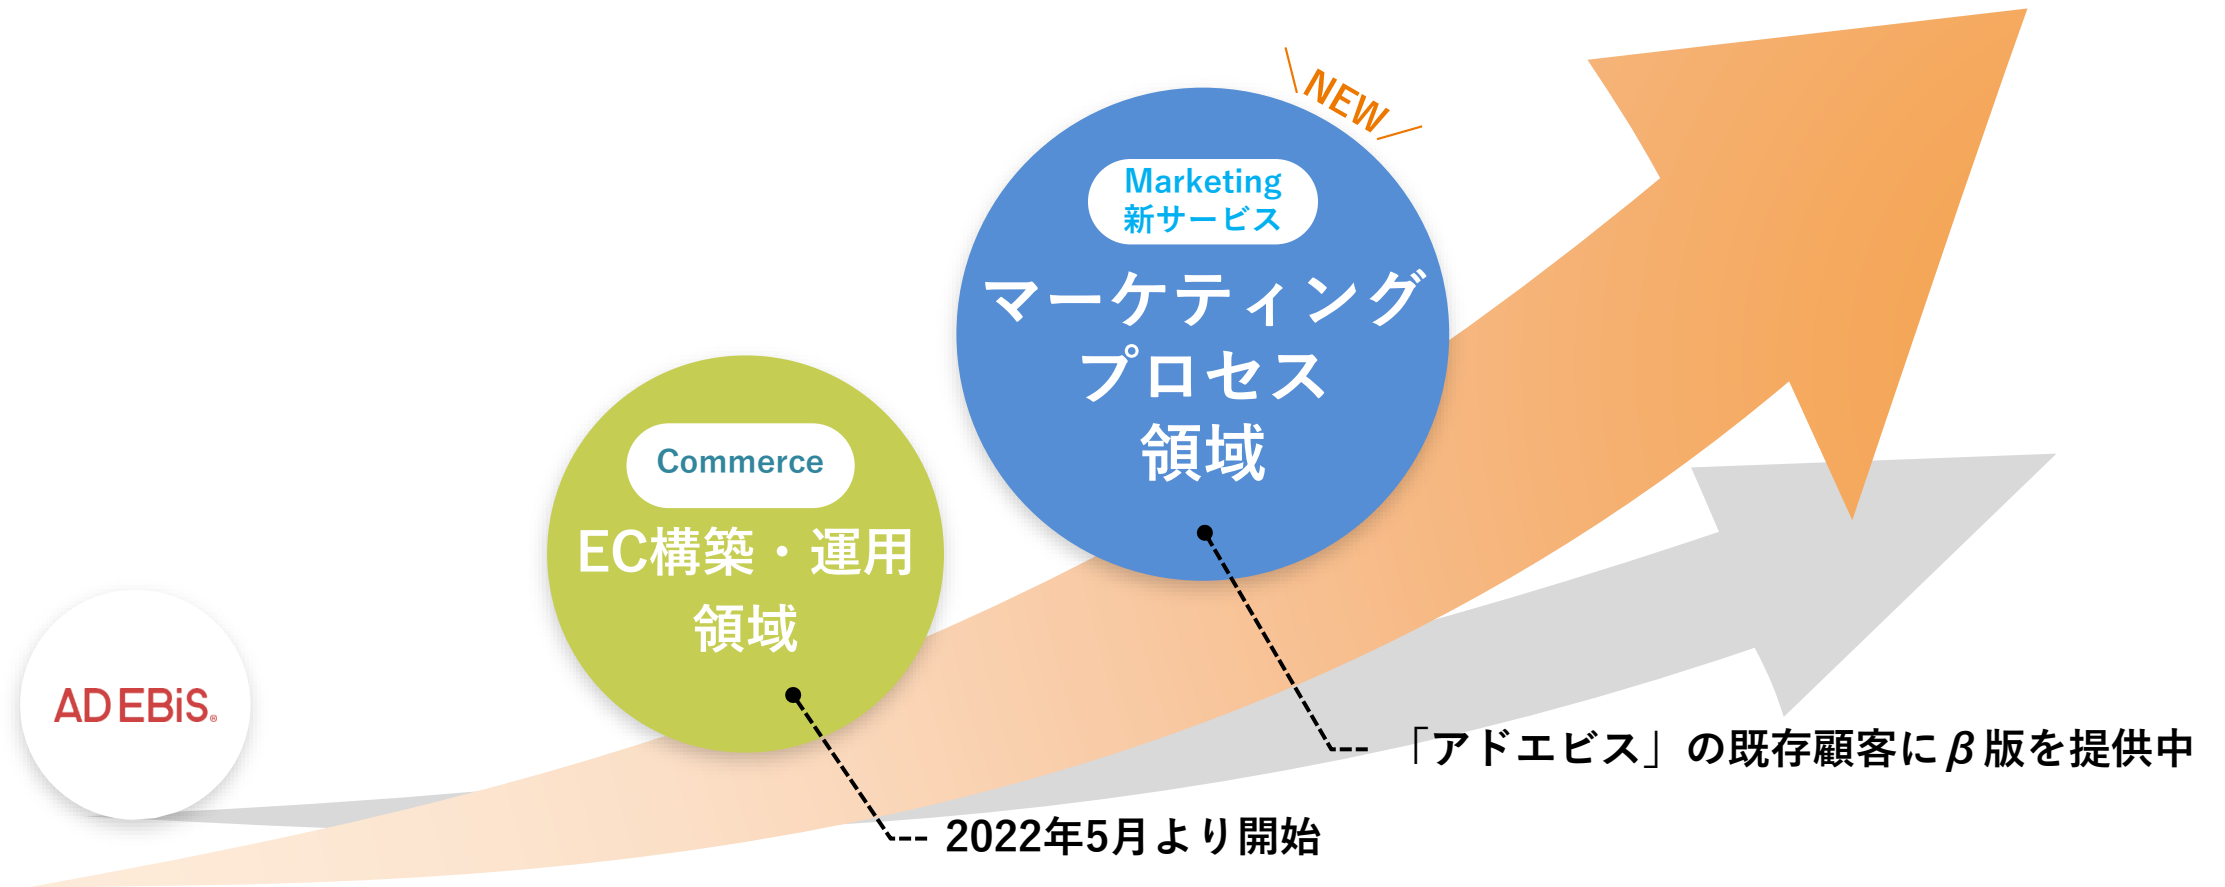 NEW
Marketing
新サービス
マーケティング
プロセス
領域
Commerce
EC構築・運用
領域
AD EBiS®
「アドエビス」の既存顧客にβ版を提供中
2022年5月より開始